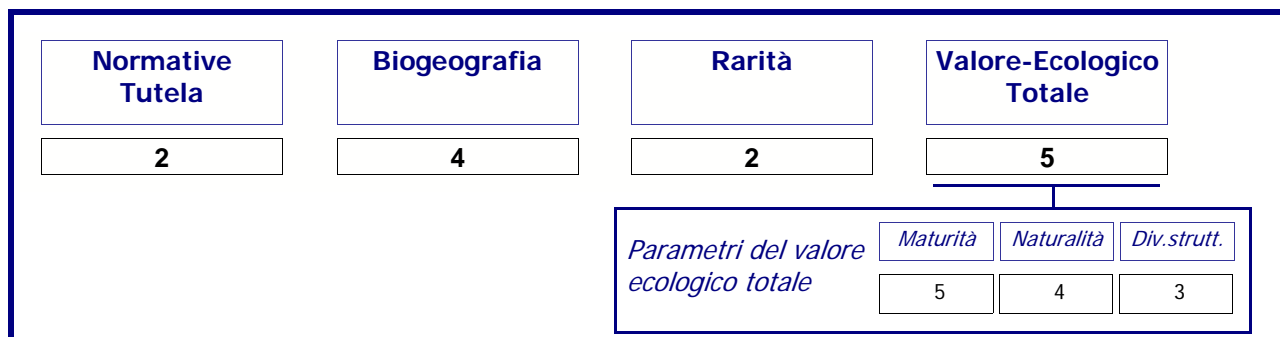 Normative
Tutela
Biogeografia
Rarità
Valore-Ecologico
Totale
2
4
2
5
Parametri del valore
ecologico totale
Maturità
Naturalità
Div.strutt.
5
4
3